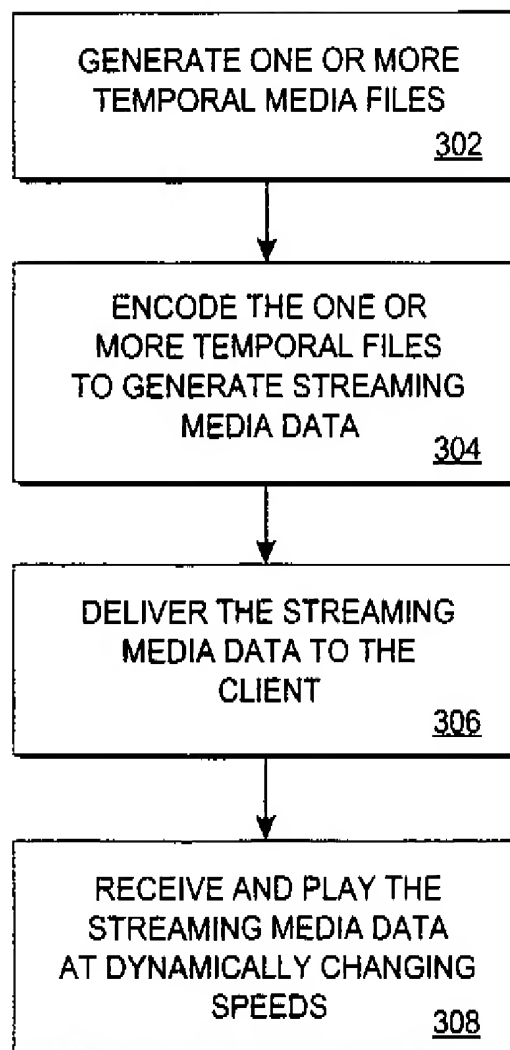 GENERATE ONE OR MORE
TEMPORAL MEDIA FILES
302
ENCODE THE ONE OR
MORE TEMPORAL FILES
TO GENERATE STREAMING
MEDIA DATA
304
DELIVER THE STREAMING
MEDIA DATA TO THE
CLIENT
306
RECEIVE AND PLAY THE
STREAMING MEDIA DATA
AT DYNAMICALLY CHANGING
SPEEDS
308